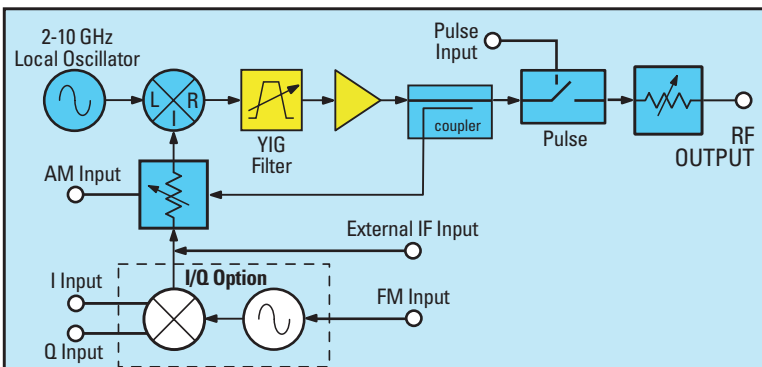 2-10 GHz
Local Oscillator
Pulse
Input
L
R
I
YIG
Filter
coupler
Pulse
RF
OUTPUT
AM Input
External IF Input
I/Q Option
I Input
FM Input
Q Input